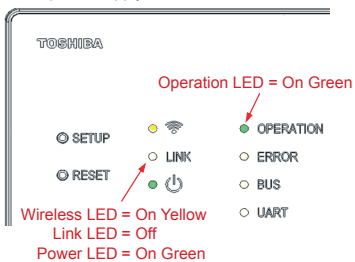 TOSHIBA
Operation LED = On Green
SETUP
OPERATION
LINK
ERROR
RESET
BUS
Wireless LED = On Yellow
UART
Link LED = Off
Power LED = On Green